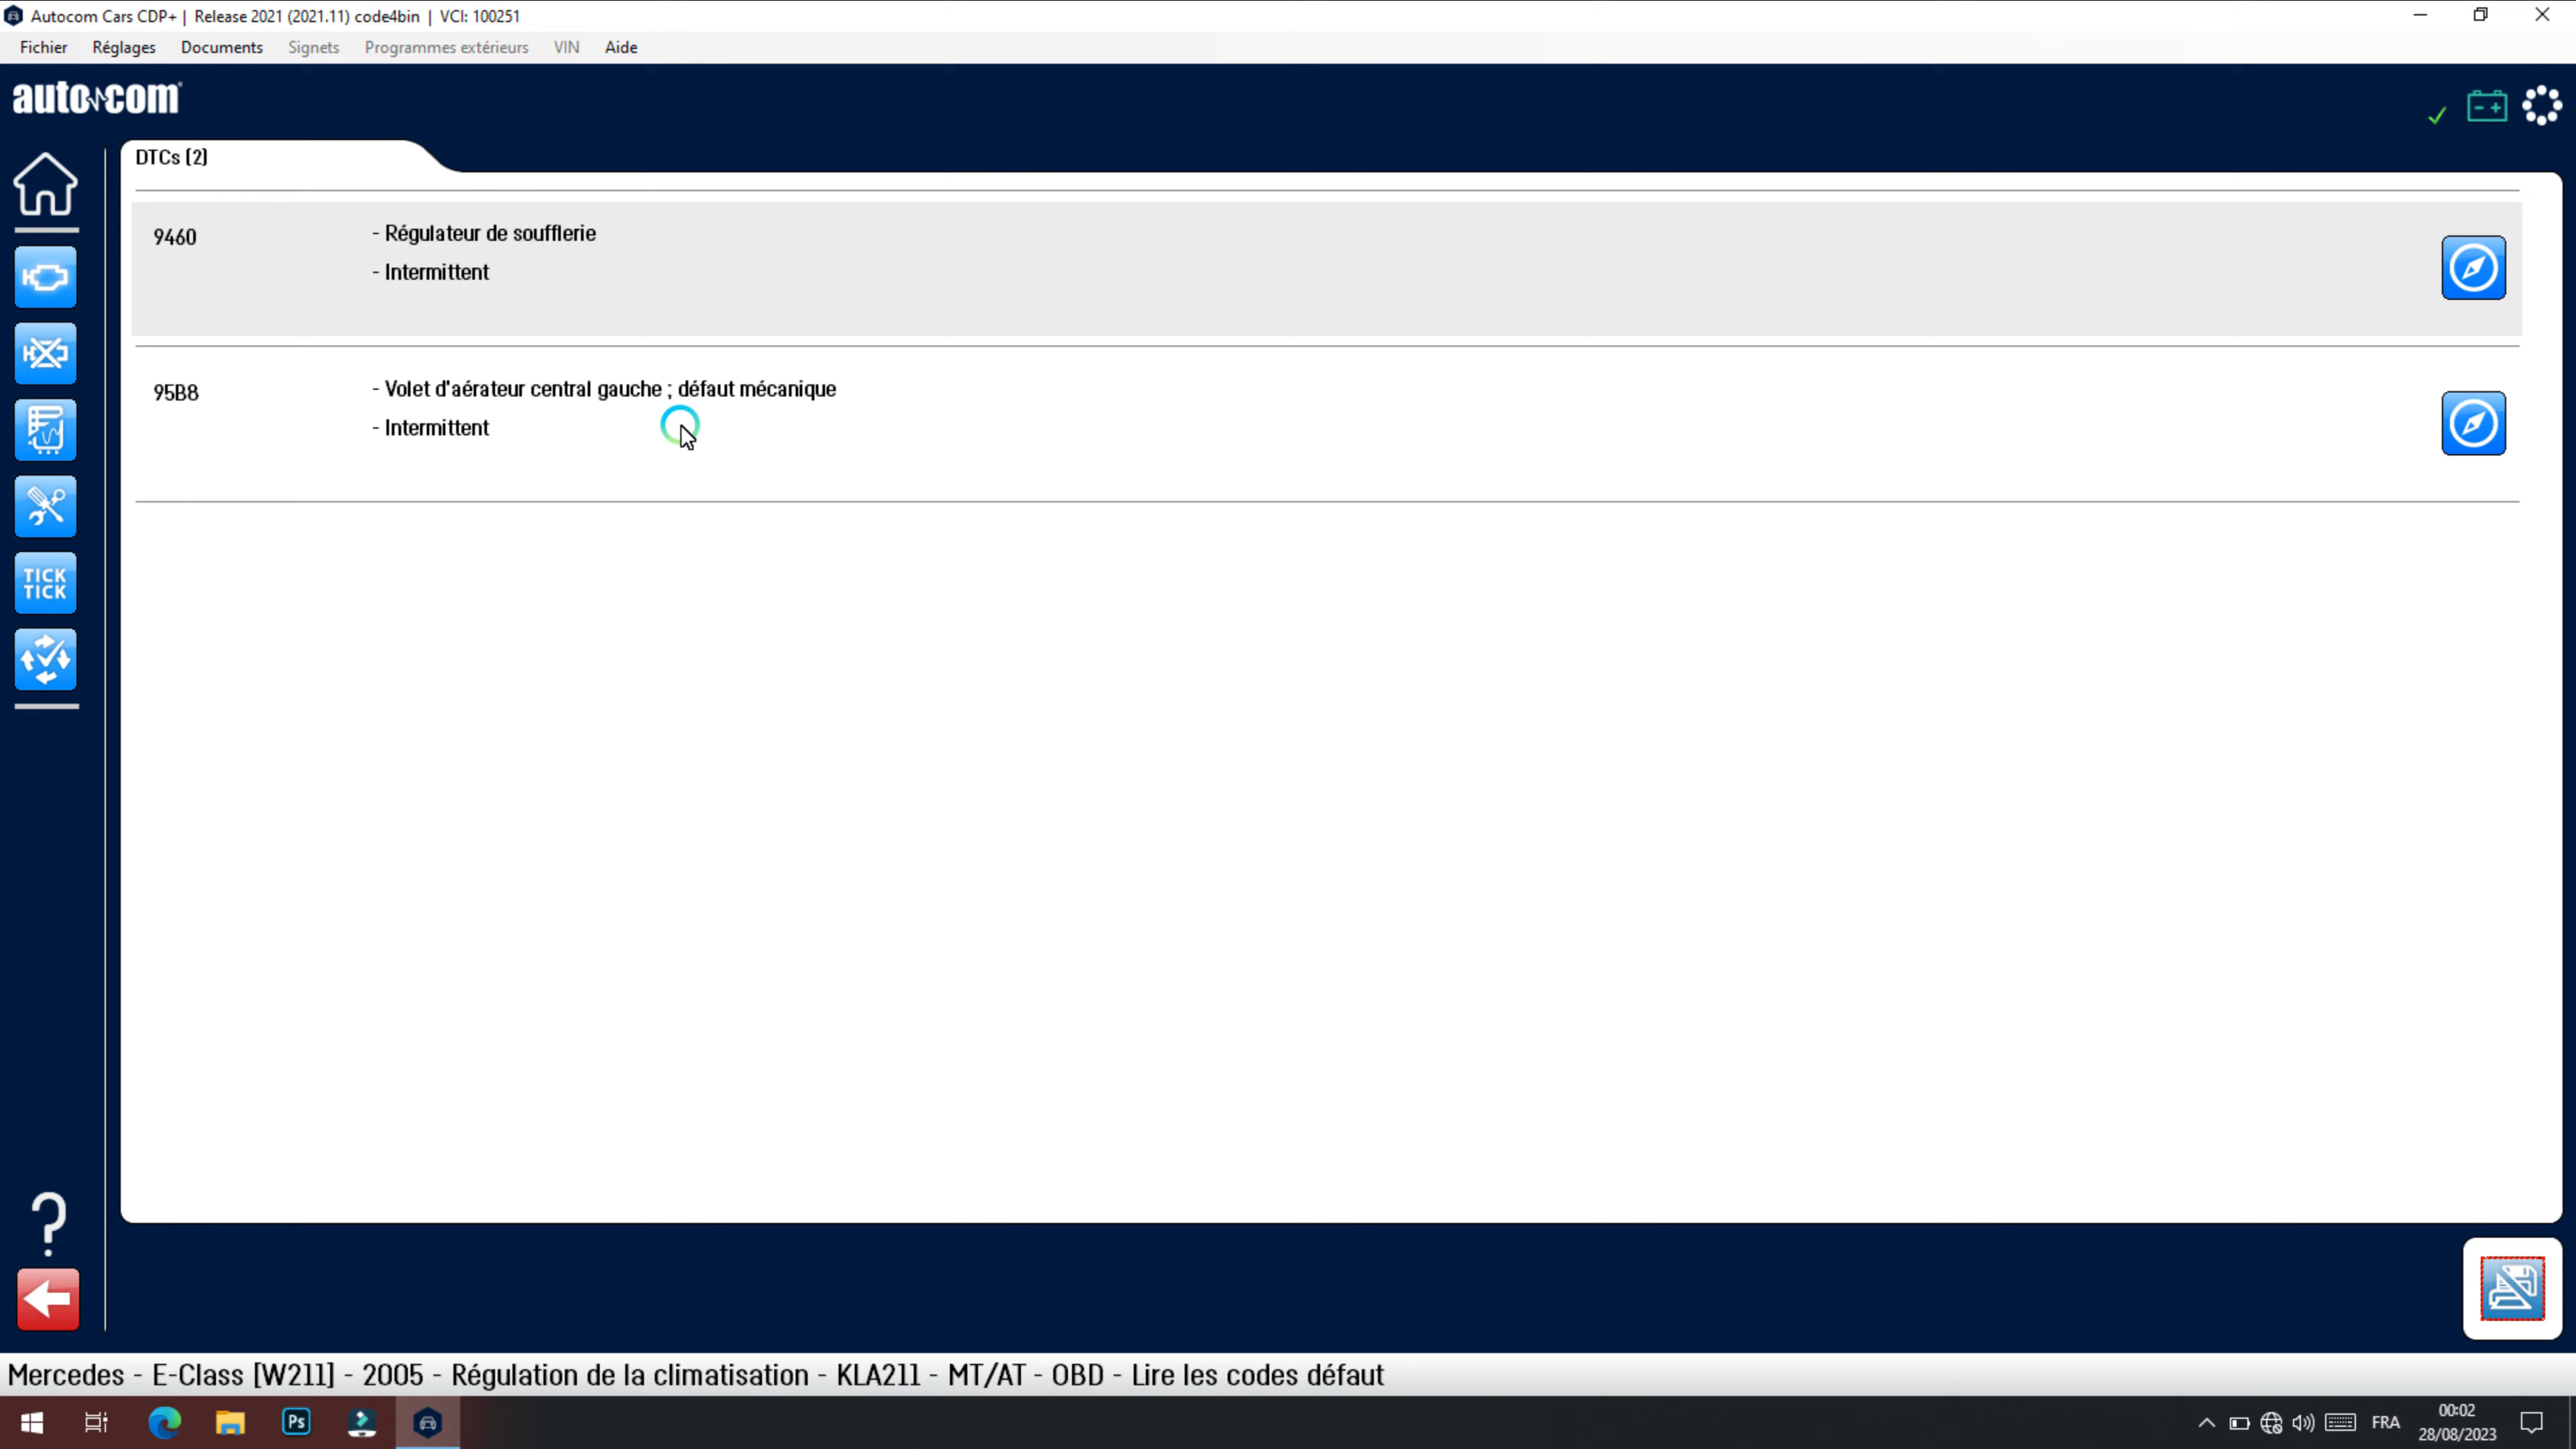 Autocom Cars CDP+ | Release 2021 (2021.11) code4bin | VCI: 100251
Fichier Réglages Documents Signets Programmes extérieurs VIN Aide
autocom
DTCs (2)
9460 - Régulateur de soufflerie
- Intermittent
95B8 - Volet d'aérateur central gauche ; défaut mécanique
- Intermittent
TICK
TICK
?
Mercedes - E-Class [W211] - 2005 - Régulation de la climatisation - KLA211 - MT/AT - OBD - Lire les codes défaut
Ps
FRA
00:02
28/08/2023